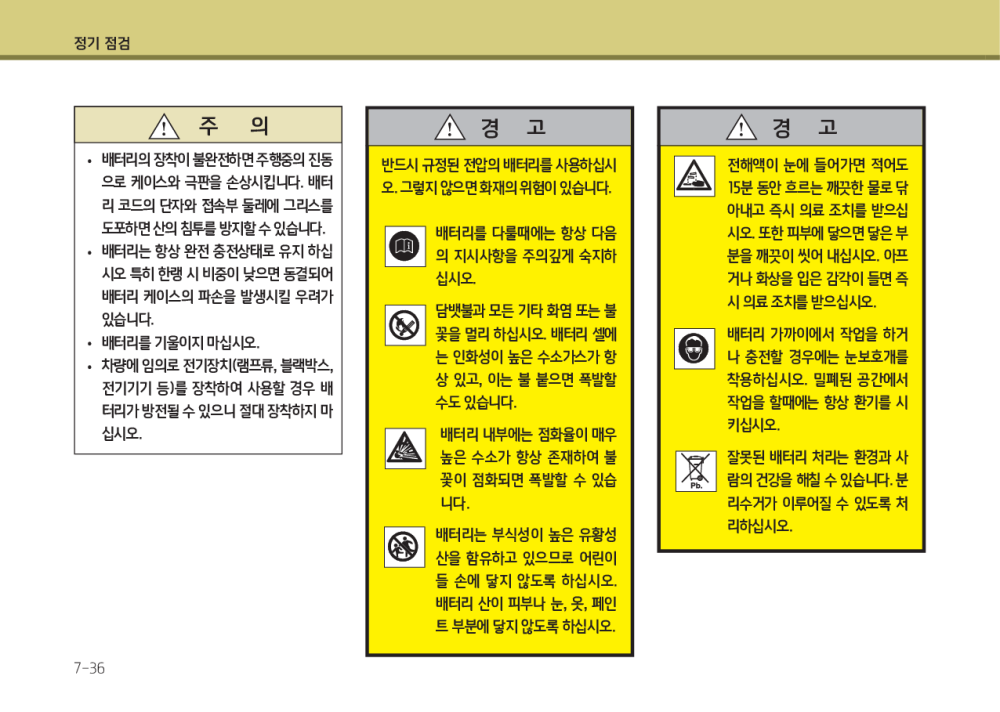 정기 점검
주 의
• 배터리의 장착이 불완전하면 주행중의 진동
으로 케이스와 극판을 손상시킵니다. 배터
리 코드의 단자와 접속부 둘레에 그리스를
도포하면 산의 침투를 방지할 수 있습니다.
• 배터리는 항상 완전 충전상태로 유지 하십
시오 특히 한랭 시 비중이 낮으면 동결되어
배터리 케이스의 파손을 발생시킬 우려가
있습니다.
• 배터리를 기울이지 마십시오.
• 차량에 임의로 전기장치(램프류, 블랙박스,
전기기기 등)를 장착하여 사용할 경우 배
터리가 방전될 수 있으니 절대 장착하지 마
십시오.
경 고
반드시 규정된 전압의 배터리를 사용하십시
오. 그렇지 않으면 화재의 위험이 있습니다.
배터리를 다룰때에는 항상 다음
의 지시사항을 주의깊게 숙지하
십시오.
담뱃불과 모든 기타 화염 또는 불
꽃을 멀리 하십시오. 배터리 셀에
는 인화성이 높은 수소가스가 항
상 있고, 이는 불 붙으면 폭발할
수도 있습니다.
배터리 내부에는 점화율이 매우
높은 수소가 항상 존재하여 불
꽃이 점화되면 폭발할 수 있습
니다.
배터리는 부식성이 높은 유황성
산을 함유하고 있으므로 어린이
들 손에 닿지 않도록 하십시오.
배터리 산이 피부나 눈, 옷, 페인
트 부분에 닿지 않도록 하십시오.
경 고
전해액이 눈에 들어가면 적어도
15분 동안 흐르는 깨끗한 물로 닦
아내고 즉시 의료 조치를 받으십
시오. 또한 피부에 닿으면 닿은 부
분을 깨끗이 씻어 내십시오. 아프
거나 화상을 입은 감각이 들면 즉
시 의료 조치를 받으십시오.
배터리 가까이에서 작업을 하거
나 충전할 경우에는 눈보호개를
착용하십시오. 밀폐된 공간에서
작업을 할때에는 항상 환기를 시
키십시오.
Pb.
잘못된 배터리 처리는 환경과 사
람의 건강을 해칠 수 있습니다. 분
리수거가 이루어질 수 있도록 처
리하십시오.
7-36